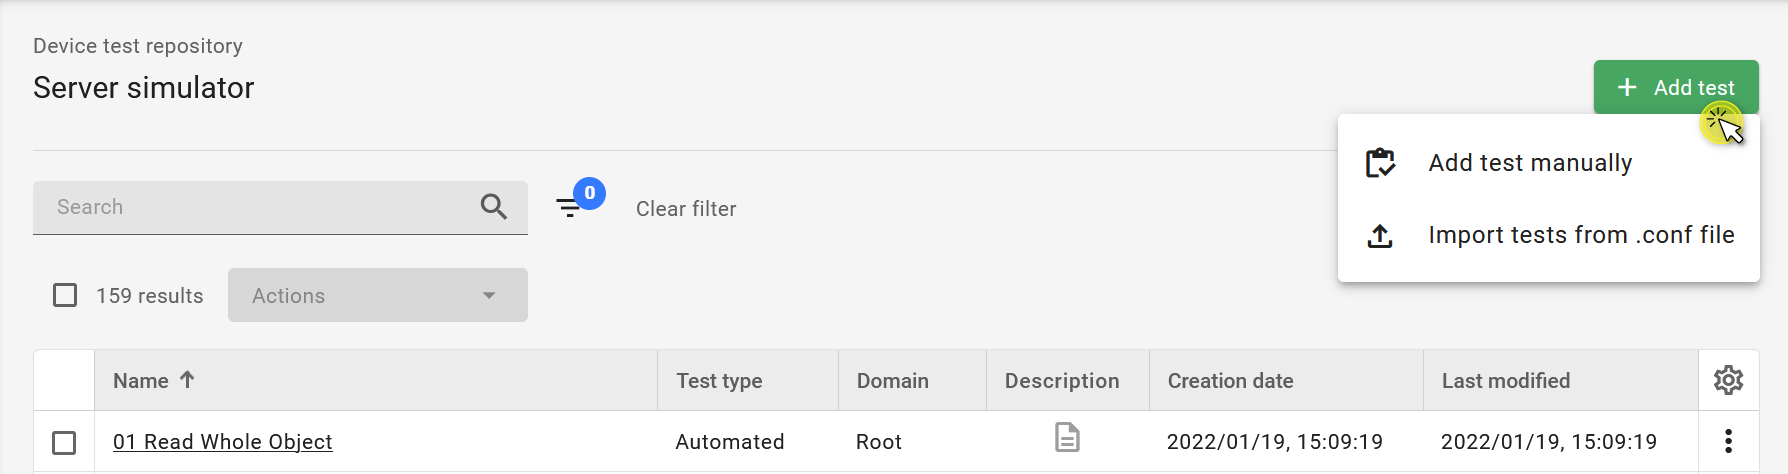 Device test repository
Server simulator
Add test
Add test manually
Import tests from .conf file
Search
0
Clear filter
159 results
Actions
Name Test type Domain Description Creation date Last modified
01 Read Whole Object Automated Root 2022/01/19, 15:09:19 2022/01/19, 15:09:19